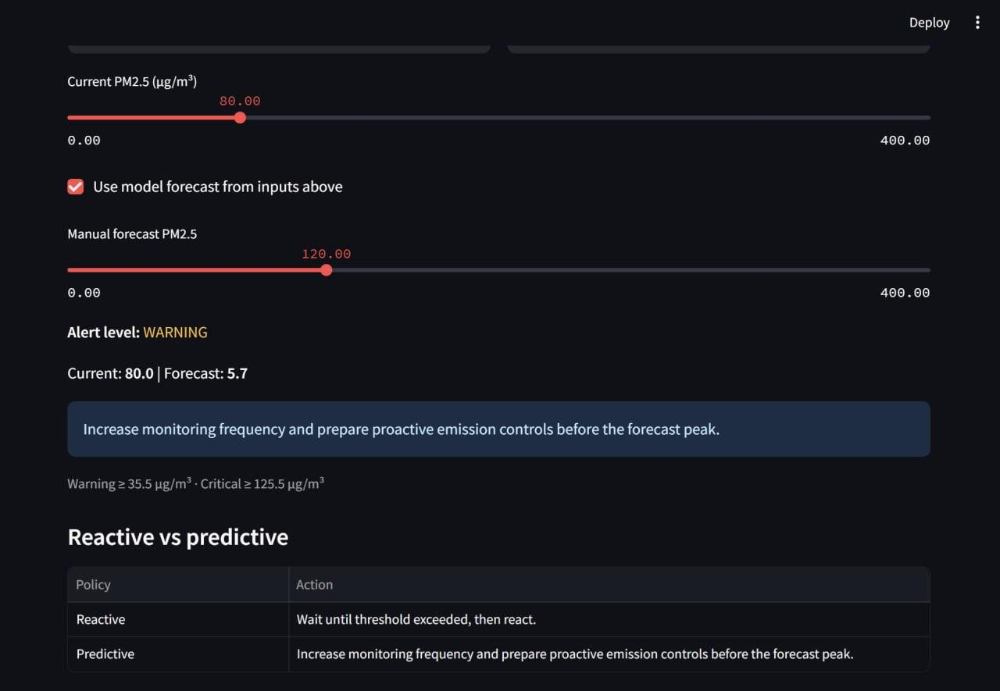 Deploy
Current PM2.5 (µg/m³)
80.00
0.00 400.00
Use model forecast from inputs above
Manual forecast PM2.5
120.00
0.00 400.00
Alert level: WARNING
Current: 80.0 | Forecast: 5.7
Increase monitoring frequency and prepare proactive emission controls before the forecast peak.
Warning ≥ 35.5 µg/m³ · Critical ≥ 125.5 µg/m³
Reactive vs predictive
Policy Action
Reactive Wait until threshold exceeded, then react.
Predictive Increase monitoring frequency and prepare proactive emission controls before the forecast peak.